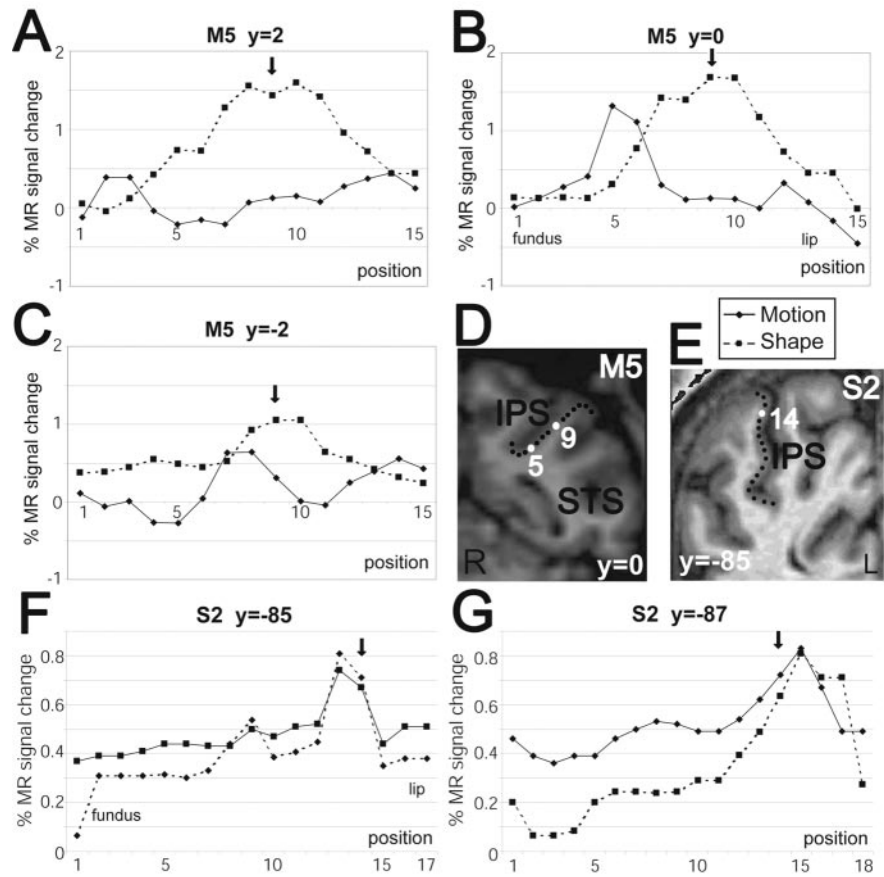 A
M5 y=2
% MR signal change
2
1
0
-1
1
5
10
15
position
B
M5 y=0
% MR signal change
2
1
0
-1
1
5
10
15
fundus
lip
position
C
M5 y=-2
% MR signal change
2
1
0
-1
1
5
10
15
position
D
M5
IPS
9
5
STS
R
y=0
Motion
Shape
E
S2
14
IPS
y=-85
L
F
S2 y=-85
% MR signal change
0.8
0.6
0.4
0.2
0
fundus
lip
position
1
5
10
15
17
G
S2 y=-87
% MR signal change
0.8
0.6
0.4
0.2
0
position
1
5
10
15
18